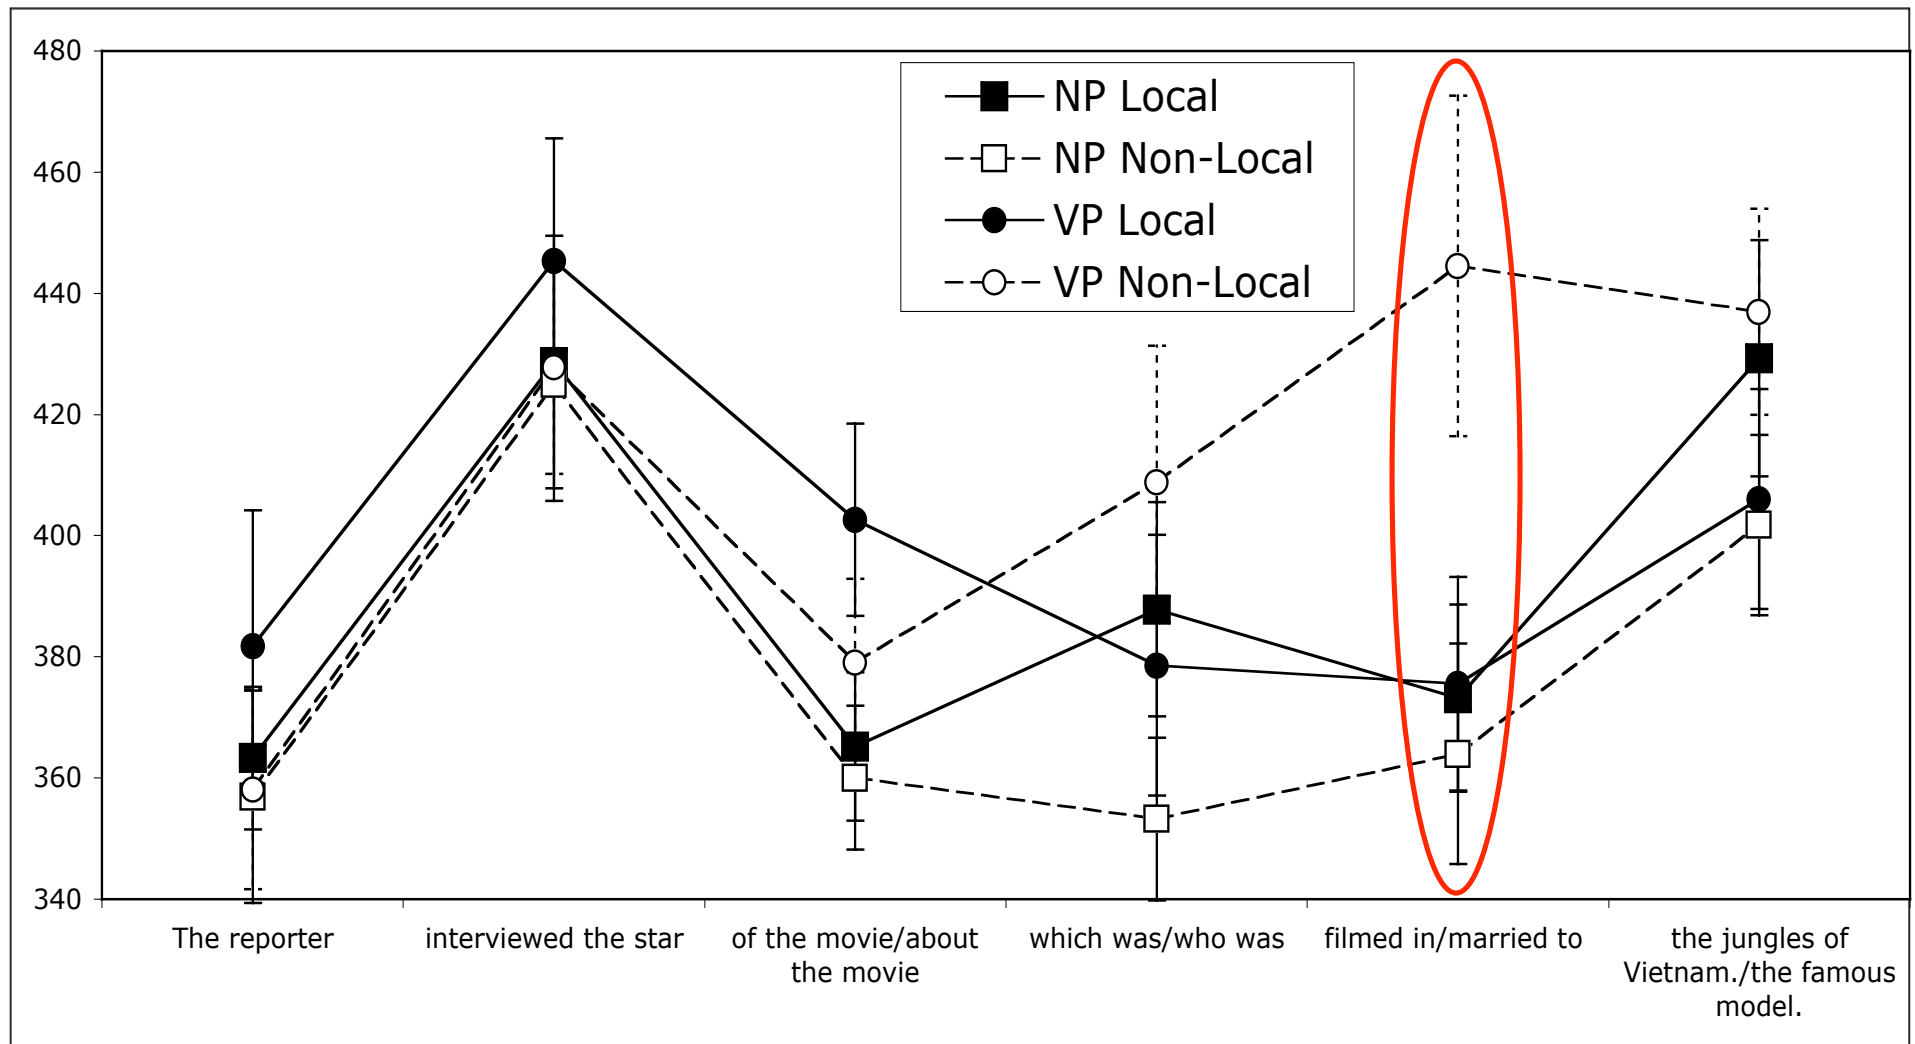 480
460
440
420
400
380
360
340
NP Local
NP Non-Local
VP Local
VP Non-Local
The reporter
interviewed the star
of the movie/about
the movie
which was/who was
filmed in/married to
the jungles of
Vietnam./the famous
model.